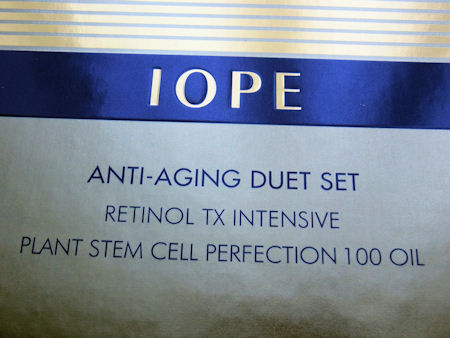 IOPE
ANTI-AGING DUET SET
RETINOL TX INTENSIVE
PLANT STEM CELL PERFECTION 100 OIL